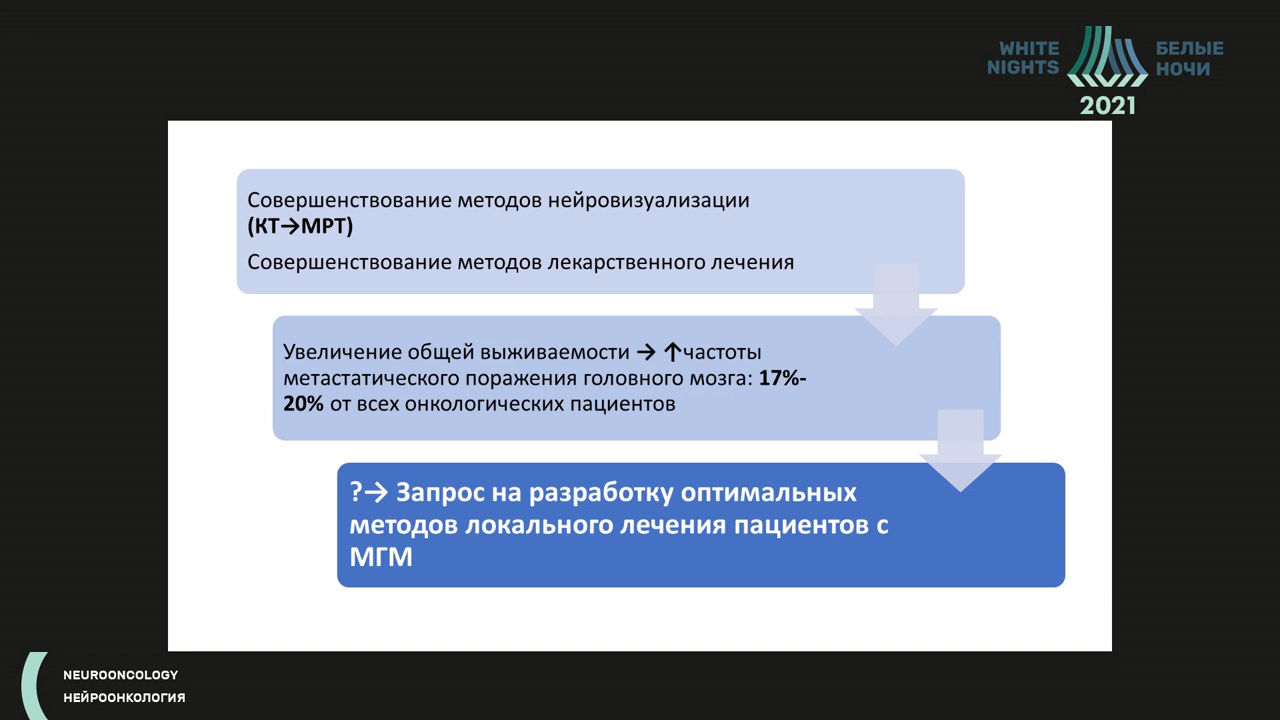 WHITE
NIGHTS
БЕЛЫЕ
НОЧИ
2021
Совершенствование методов нейровизуализации
(КТ→МРТ)
Совершенствование методов лекарственного лечения
Увеличение общей выживаемости → ↑частоты
метастатического поражения головного мозга: 17%-
20% от всех онкологических пациентов
?→ Запрос на разработку оптимальных
методов локального лечения пациентов с
МГМ
NEUROONCOLOGY
НЕЙРООНКОЛОГИЯ